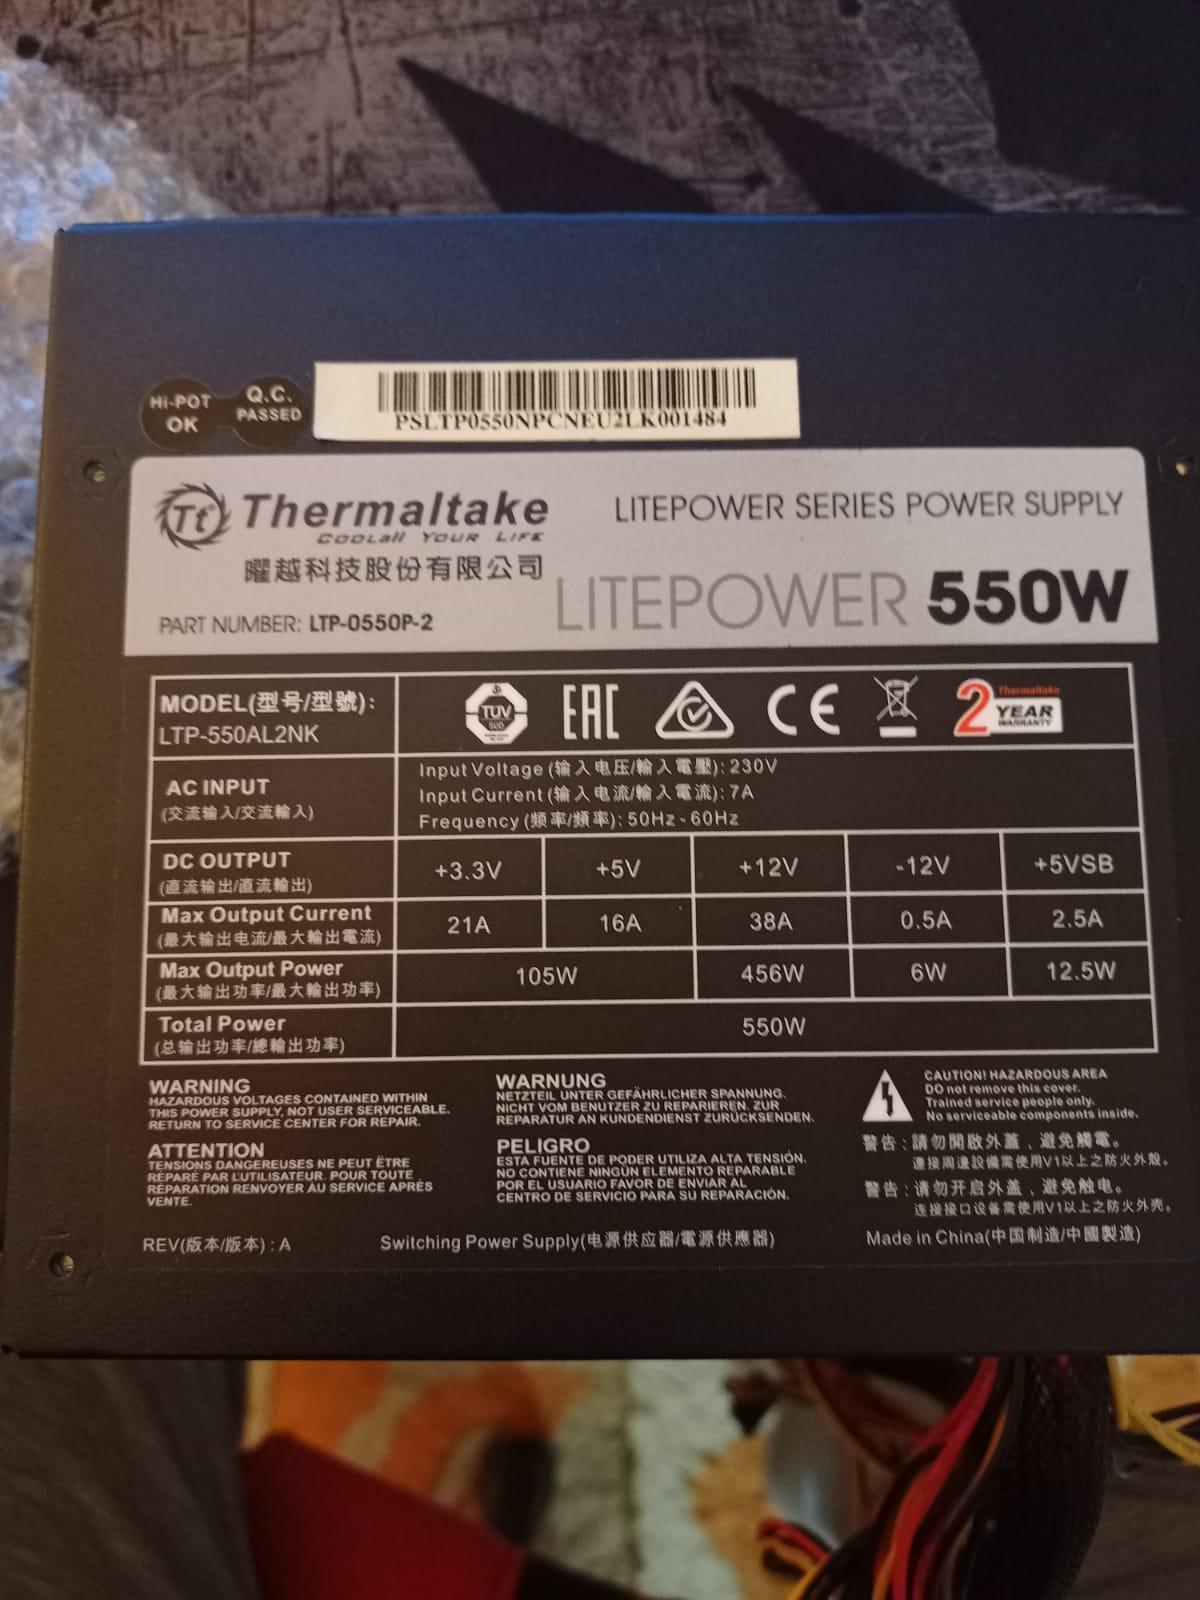 Hi-POT
OK
Q.C.
PASSED
PSLTP0550NPCNEU2LK001484
Tt Thermaltake
COOLall YOUR LIFE
曜越科技股份有限公司
PART NUMBER: LTP-0550P-2
LITEPOWER SERIES POWER SUPPLY
LITEPOWER 550W
MODEL(型号/型號):
LTP-550AL2NK
TÜV
SÜD
EAC
CE
2 Thermaltake
YEAR
WARRANTY
AC INPUT
(交流输入/交流輸入)
Input Voltage (输入电压/輸入電壓): 230V
Input Current (输入电流/輸入電流): 7A
Frequency (频率/頻率): 50Hz - 60Hz
DC OUTPUT
(直流输出/直流輸出)
+3.3V +5V +12V -12V +5VSB
Max Output Current
(最大输出电流/最大輸出電流)
21A 16A 38A 0.5A 2.5A
Max Output Power
(最大输出功率/最大輸出功率)
105W 456W 6W 12.5W
Total Power
(总输出功率/總輸出功率)
550W
WARNING
HAZARDOUS VOLTAGES CONTAINED WITHIN
THIS POWER SUPPLY, NOT USER SERVICEABLE.
RETURN TO SERVICE CENTER FOR REPAIR.
ATTENTION
TENSIONS DANGEREUSES NE PEUT ËTRE
RÉPARÉ PAR L'UTILISATEUR. POUR TOUTE
RÉPARATION RENVOYER AU SERVICE APRÈS
VENTE.
WARNUNG
NETZTEIL UNTER GEFÄHRLICHER SPANNUNG.
NICHT VOM BENUTZER ZU REPARIEREN. ZUR
REPARATUR AN KUNDENDIENST ZURÜCKSENDEN.
PELIGRO
ESTA FUENTE DE PODER UTILIZA ALTA TENSIÓN.
NO CONTIENE NINGÚN ELEMENTO REPARABLE
POR EL USUARIO FAVOR DE ENVIAR AL
CENTRO DE SERVICIO PARA SU REPARACIÓN.
CAUTION! HAZARDOUS AREA
DO not remove this cover.
Trained service people only.
No serviceable components inside.
警告：請勿開啟外蓋，避免觸電。
連接周邊設備需使用V1以上之防火外殼。
警告：请勿开启外盖，避免触电。
连接接口设备需使用V1以上之防火外壳。
REV(版本/版本) : A
Switching Power Supply(电源供应器/電源供應器)
Made in China(中国制造/中國製造)